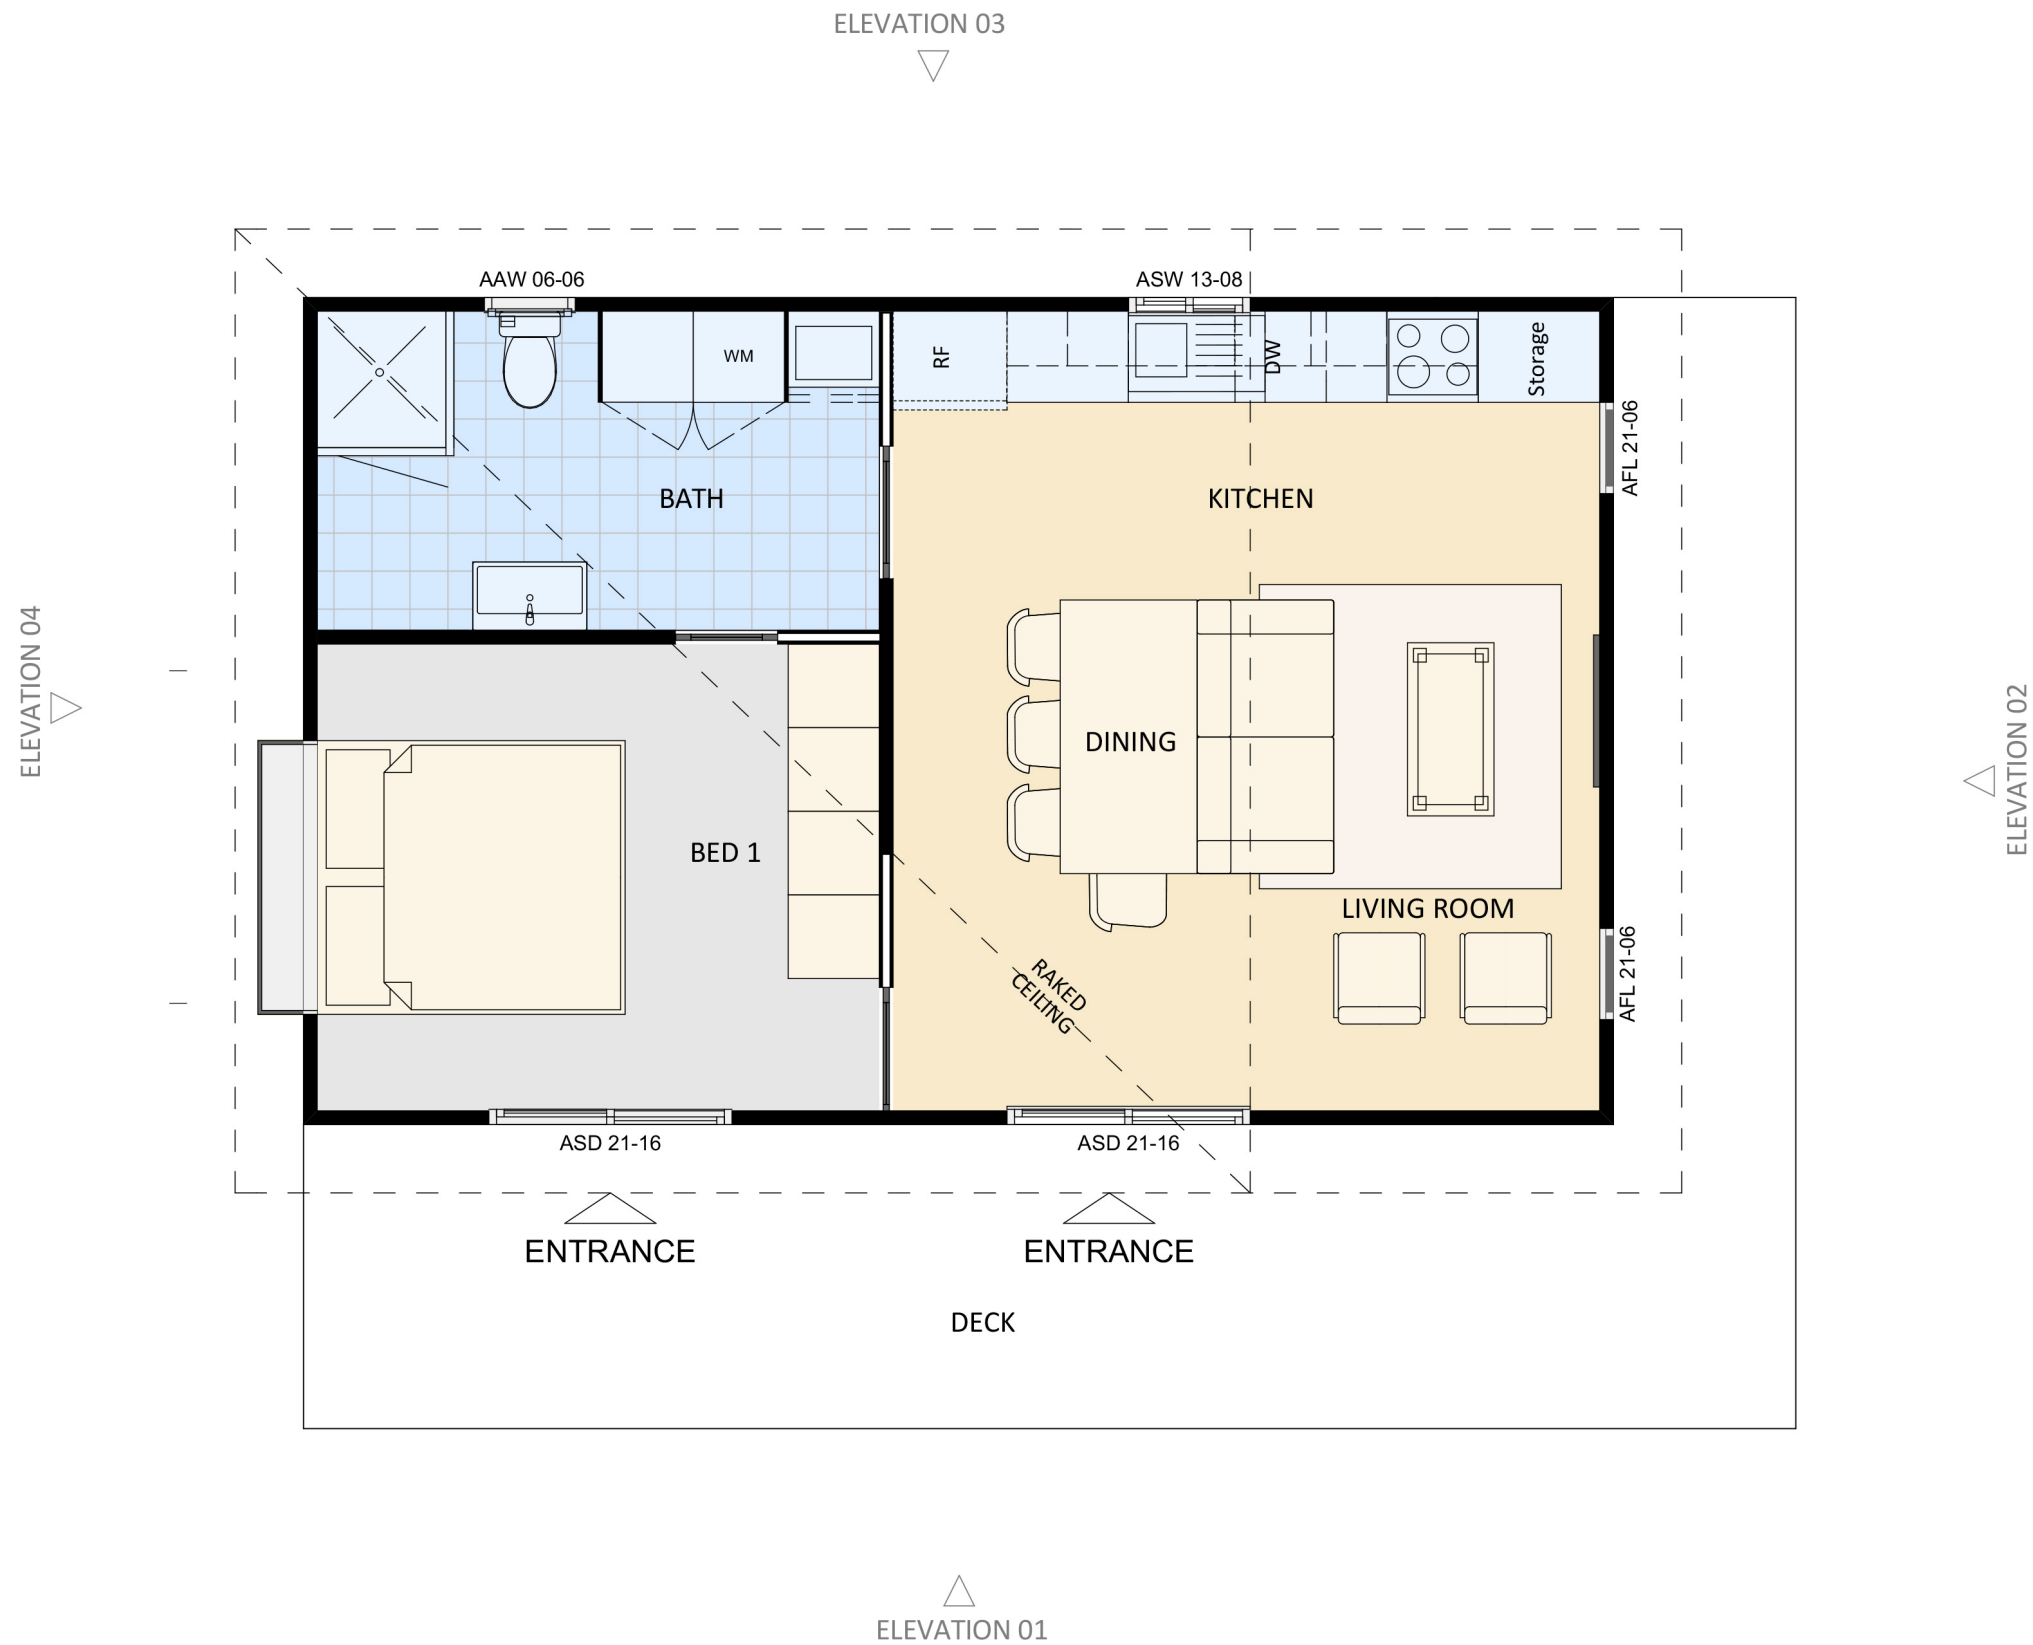 ELEVATION 03
AAW 06-06
ASW 13-08
WM
RF
DW
Storage
AFL 21-06
BATH
KITCHEN
ELEVATION 04
DINING
ELEVATION 02
BED 1
LIVING ROOM
RAKED
CEILING
AFL 21-06
ASD 21-16
ASD 21-16
ENTRANCE
ENTRANCE
DECK
ELEVATION 01